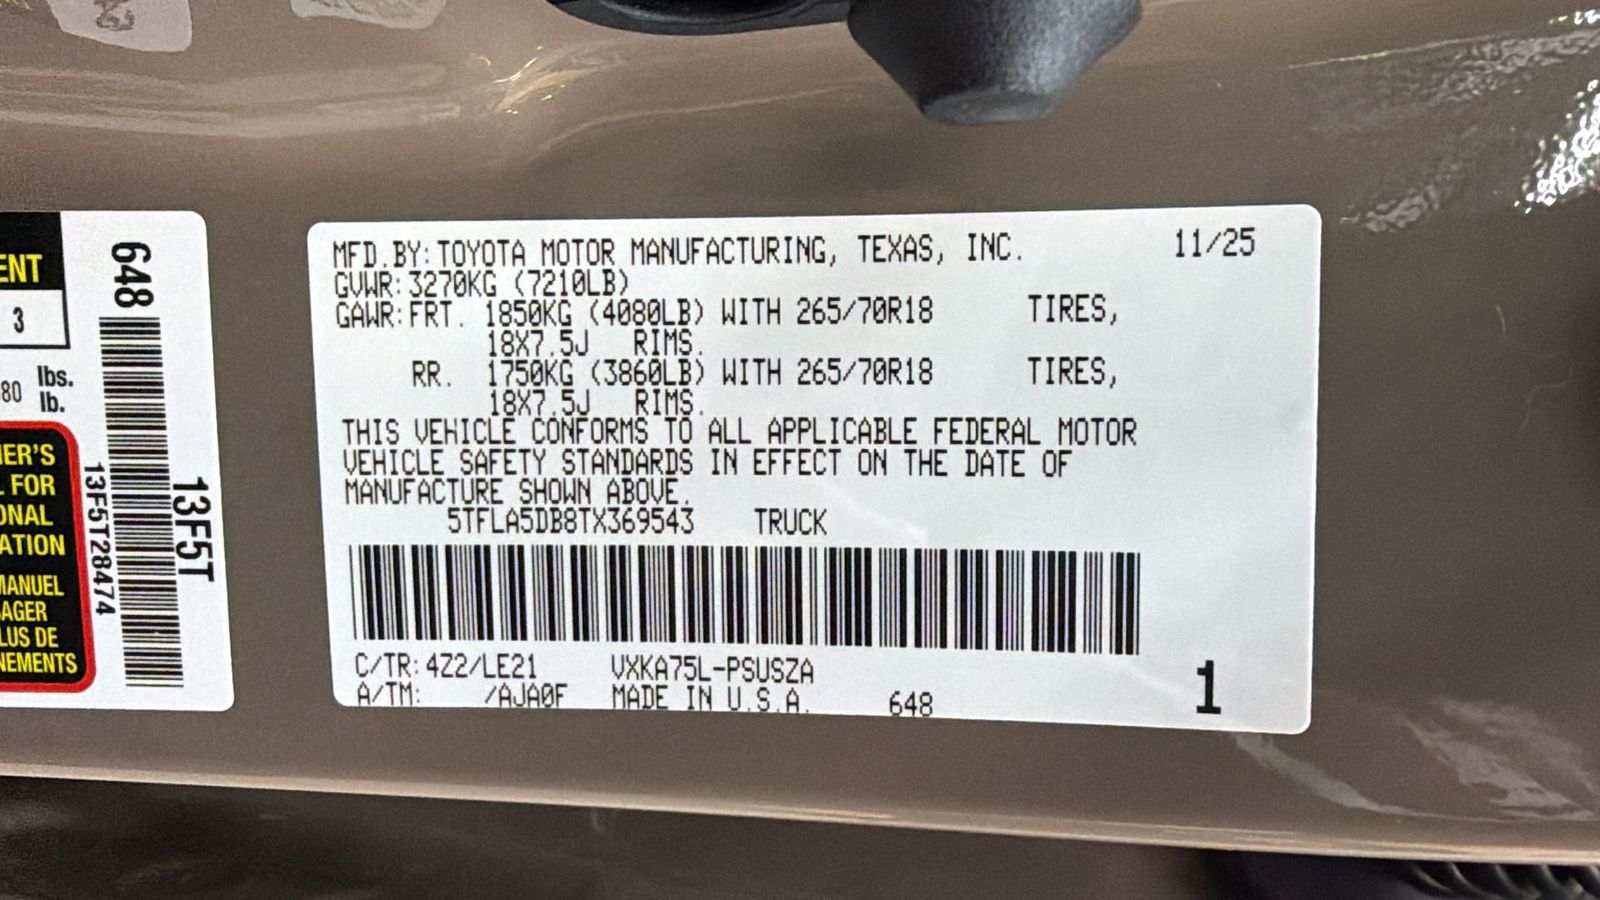 ENT
3
80 lbs.
lb.
ER'S
FOR
ONAL
ATION
MANUEL
AGER
LUS DE
NEMENTS
648
13F5T28474
13F5T
MFD.BY:TOYOTA MOTOR MANUFACTURING, TEXAS, INC. 11/25
GVWR:3270KG (7210LB)
GAWR:FRT. 1850KG (4080LB) WITH 265/70R18 TIRES,
18X7.5J RIMS.
RR. 1750KG (3860LB) WITH 265/70R18 TIRES,
18X7.5J RIMS.
THIS VEHICLE CONFORMS TO ALL APPLICABLE FEDERAL MOTOR
VEHICLE SAFETY STANDARDS IN EFFECT ON THE DATE OF
MANUFACTURE SHOWN ABOVE.
5TFLA5DB8TX369543 TRUCK
C/TR:4Z2/LE21 VXKA75L-PSUSZA
A/TM: /AJA0F MADE IN U.S.A. 648
1